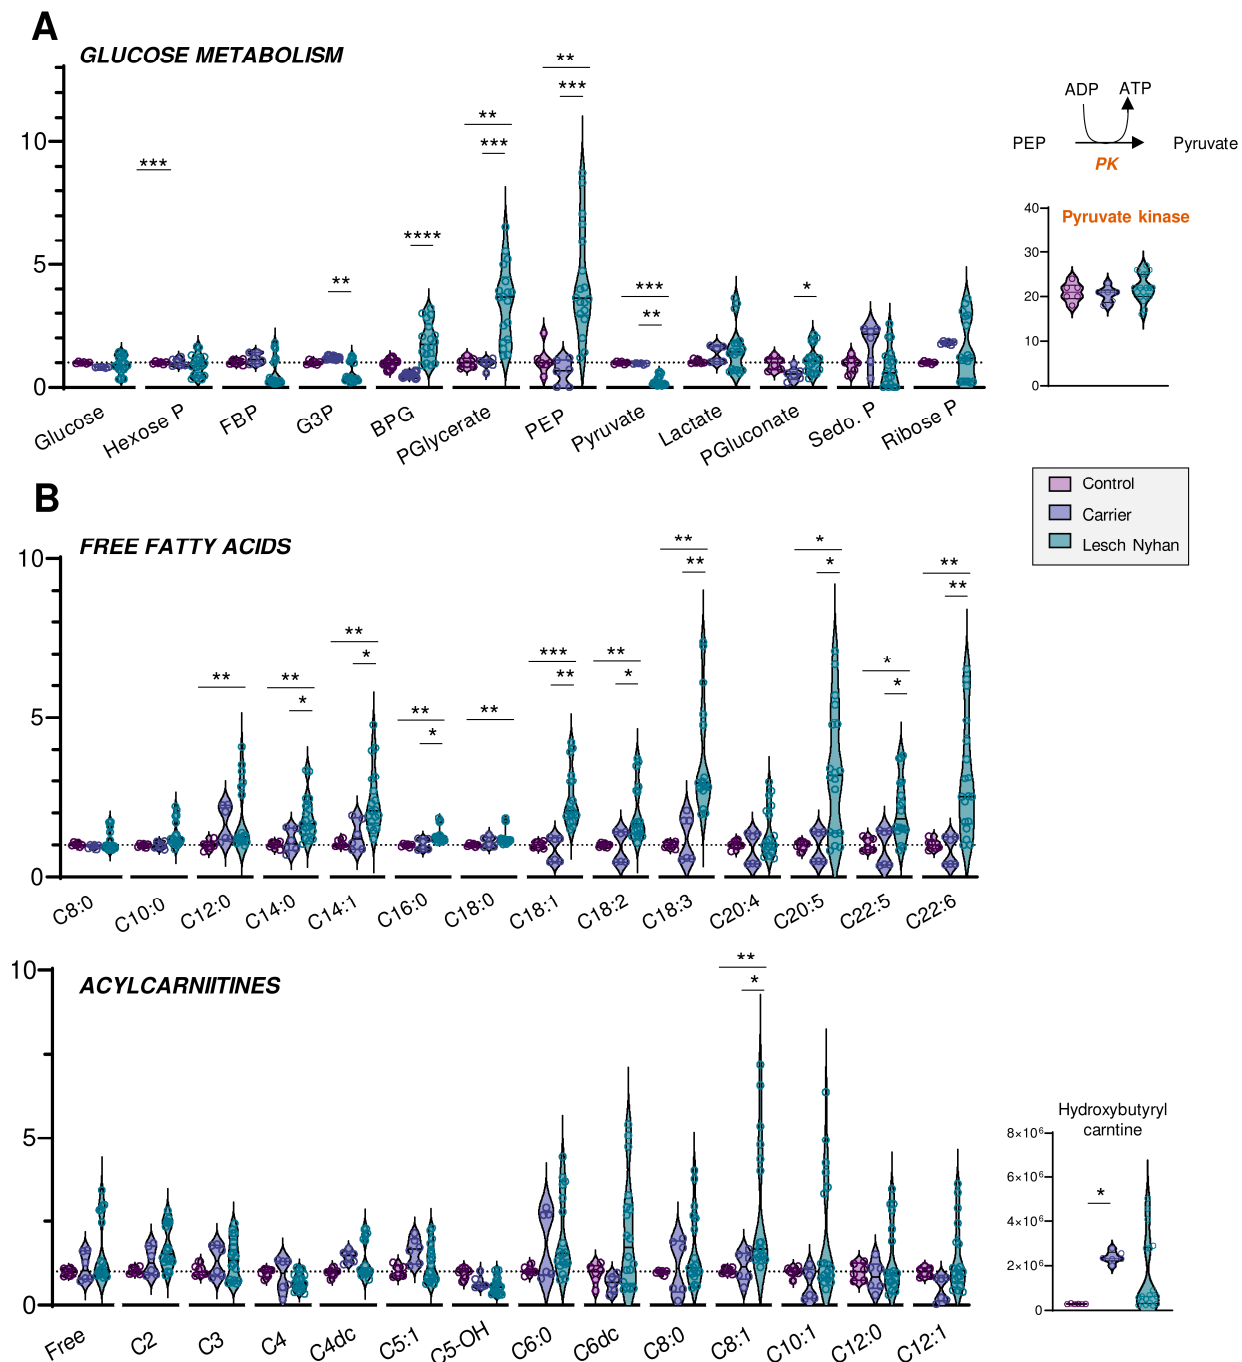 A
GLUCOSE METABOLISM
10
5
0
***
**
****
**
***
**
***
***
**
*
Glucose
Hexose P
FBP
G3P
BPG
PGlycerate
PEP
Pyruvate
Lactate
PGluconate
Sedo. P
Ribose P
ADP
ATP
PEP
Pyruvate
PK
Pyruvate kinase
40
30
20
10
0
Control
Carrier
Lesch Nyhan
B
FREE FATTY ACIDS
10
5
0
**
**
*
**
*
**
*
**
***
**
**
*
**
**
*
*
*
*
**
**
C8:0
C10:0
C12:0
C14:0
C14:1
C16:0
C18:0
C18:1
C18:2
C18:3
C20:4
C20:5
C22:5
C22:6
ACYLCARNIITINES
10
5
0
**
*
Free
C2
C3
C4
C4dc
C5:1
C5-OH
C6:0
C6dc
C8:0
C8:1
C10:1
C12:0
C12:1
Hydroxybutyryl
carntine
8×10⁶
6×10⁶
4×10⁶
2×10⁶
0
*